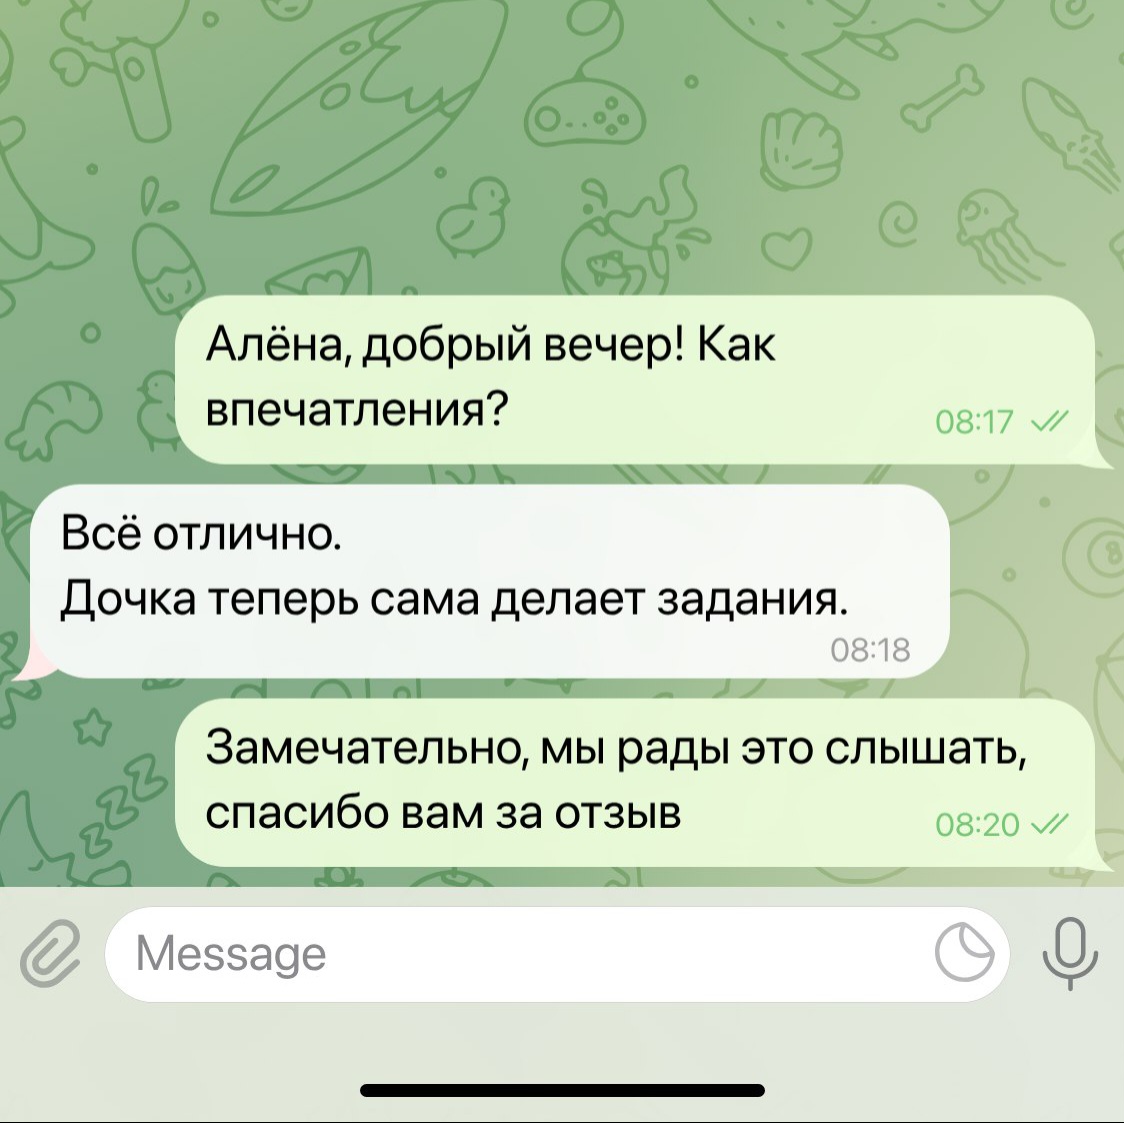 Алёна, добрый вечер! Как
впечатления?
08:17
Всё отлично.
Дочка теперь сама делает задания.
08:18
Замечательно, мы рады это слышать,
спасибо вам за отзыв
08:20
Message